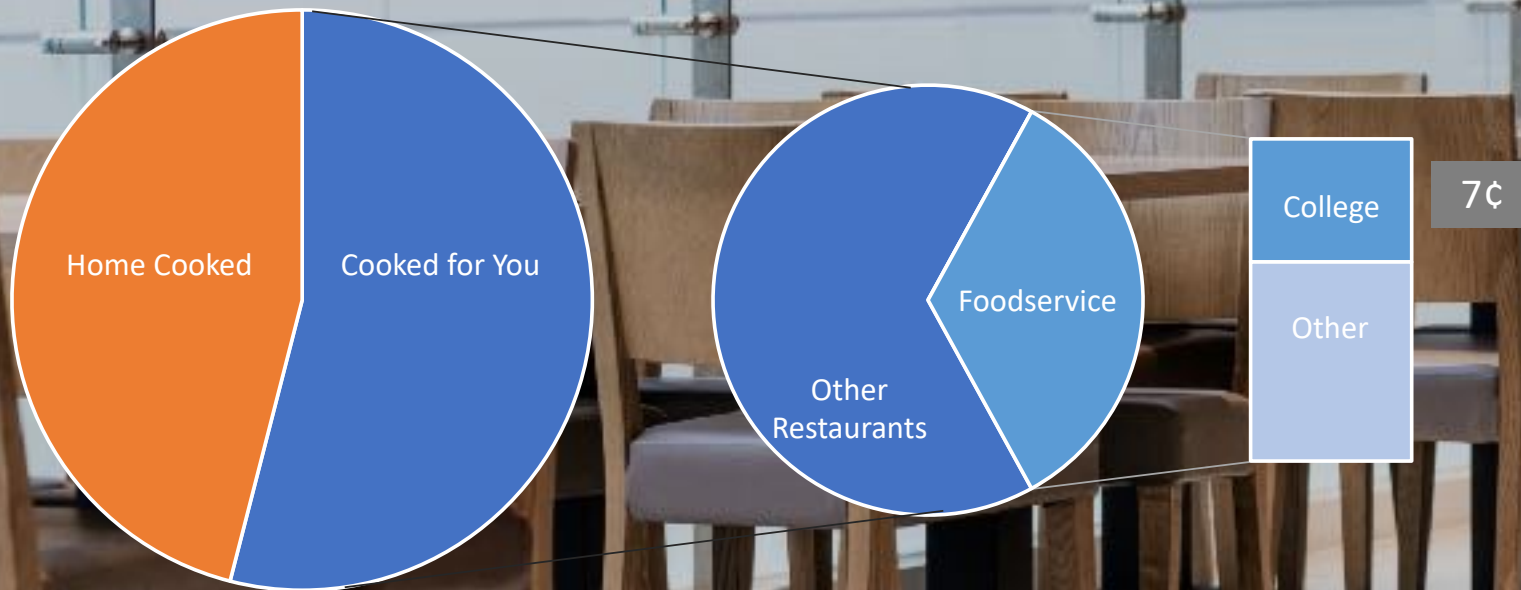 Home Cooked
Cooked for You
Other
Restaurants
Foodservice
College
Other
7¢